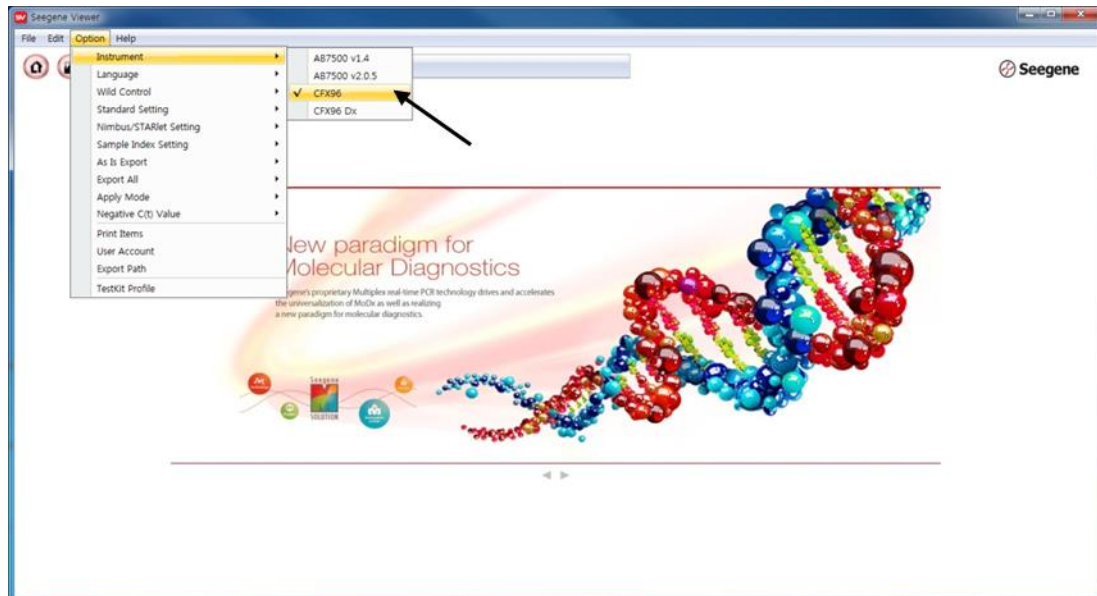 Seegene Viewer
File Edit Option Help
Instrument
Language
Wild Control
Standard Setting
Nimbus/STARlet Setting
Sample Index Setting
As Is Export
Export All
Apply Mode
Negative C(t) Value
Print Items
User Account
Export Path
TestKit Profile
AB7500 v1.4
AB7500 v2.0.5
CFX96
CFX96 Dx
Seegene
New paradigm for
Molecular Diagnostics
proprietary Multiplex real-time PCR technology drives and accelerates
the universalization of MoDx as well as realizing
a new paradigm for molecular diagnostics.
Seegene
SOLUTION